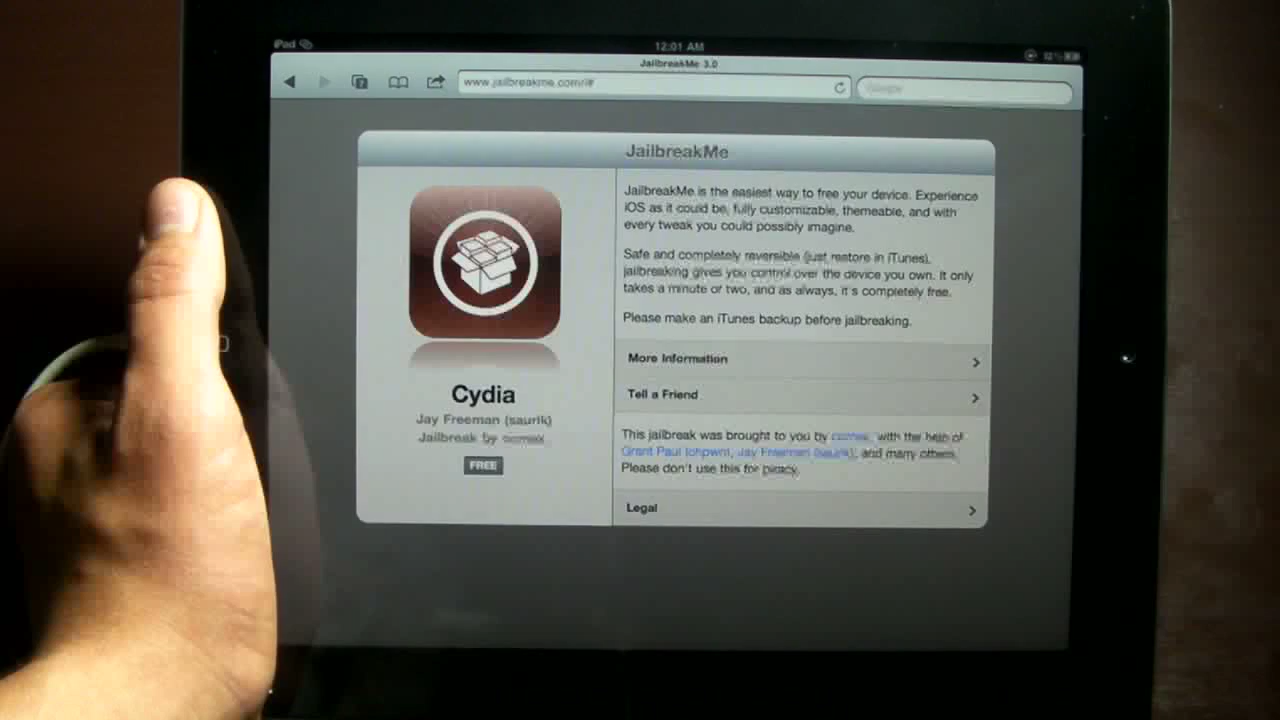 iPad
12:01 AM
JailbreakMe 3.0
www.jailbreakme.com/#
Google
JailbreakMe
JailbreakMe is the easiest way to free your device. Experience
iOS as it could be, fully customizable, themeable, and with
every tweak you could possibly imagine.
Safe and completely reversible (just restore in iTunes),
jailbreaking gives you control over the device you own. It only
takes a minute or two, and as always, it's completely free.
Please make an iTunes backup before jailbreaking.
More Information
Tell a Friend
This jailbreak was brought to you by comex, with the help of
Grant Paul (chpwn), Jay Freeman (saurik), and many others.
Please don't use this for piracy.
Legal
Cydia
Jay Freeman (saurik)
Jailbreak by comex
FREE